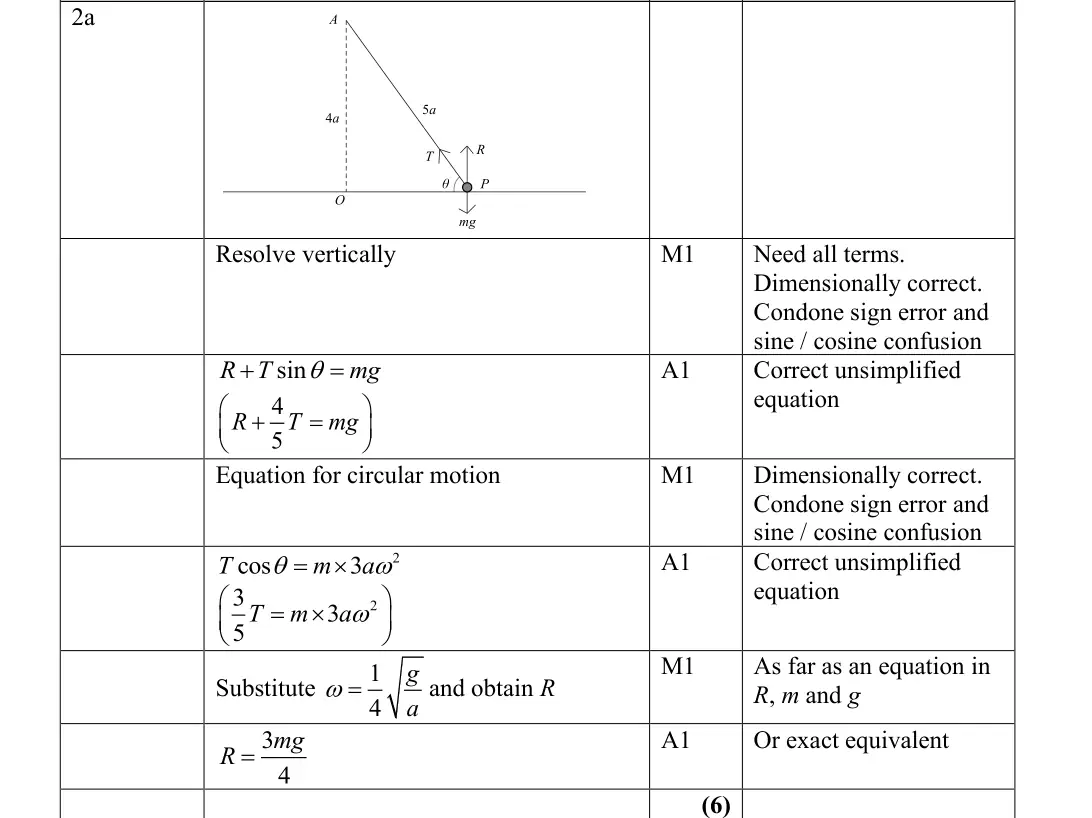 2a
A
5a
4a
T
R
θ
P
O
mg
Resolve vertically M1 Need all terms.
Dimensionally correct.
Condone sign error and
sine / cosine confusion
R + T sin θ = mg A1 Correct unsimplified
equation
(R + 4/5 T = mg)
Equation for circular motion M1 Dimensionally correct.
Condone sign error and
sine / cosine confusion
T cos θ = m × 3aω² A1 Correct unsimplified
equation
(3/5 T = m × 3aω²)
Substitute ω = 1/4 √(g/a) and obtain R M1 As far as an equation in
R, m and g
R = 3mg/4 A1 Or exact equivalent
(6)